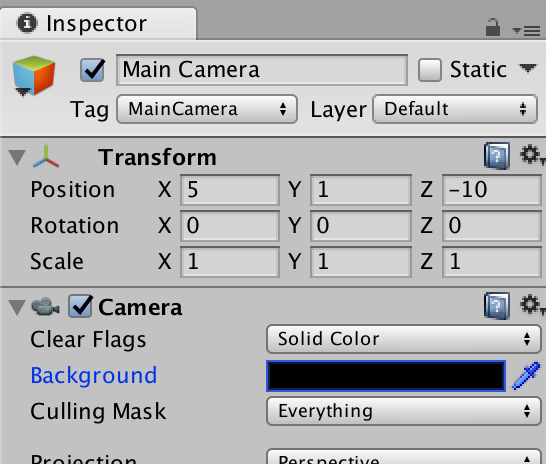 Inspector
Main Camera Static
Tag MainCamera Layer Default
Transform
Position X 5 Y 1 Z -10
Rotation X 0 Y 0 Z 0
Scale X 1 Y 1 Z 1
Camera
Clear Flags Solid Color
Background
Culling Mask Everything
Projection Perspective